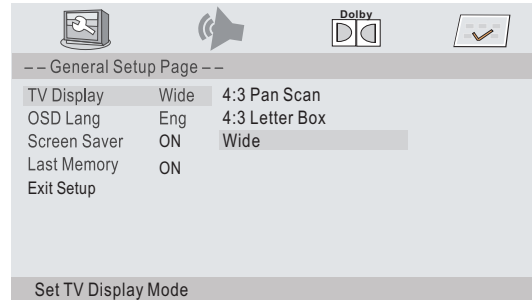 Dolby
– – General Setup Page – –
TV Display Wide 4:3 Pan Scan
OSD Lang Eng 4:3 Letter Box
Screen Saver ON Wide
Last Memory ON
Exit Setup
Set TV Display Mode